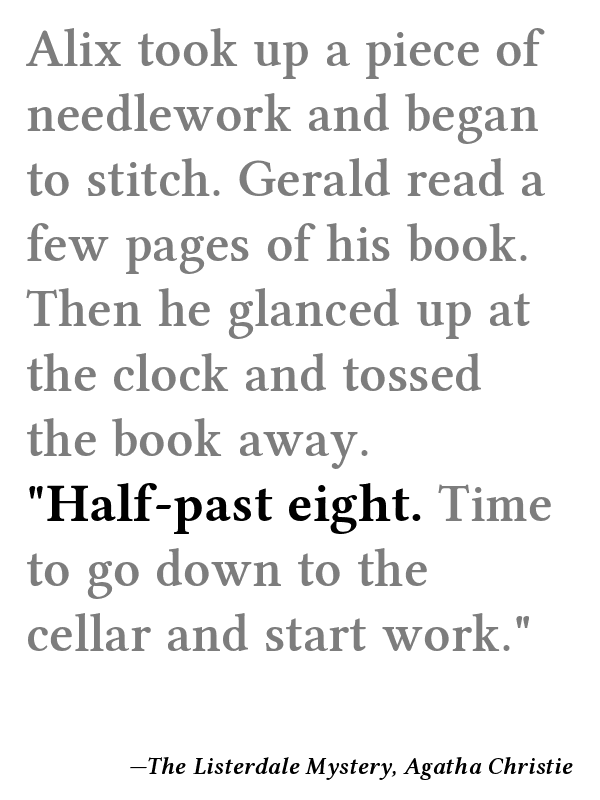 Alix took up a piece of
needlework and began
to stitch. Gerald read a
few pages of his book.
Then he glanced up at
the clock and tossed
the book away.
"Half-past eight. Time
to go down to the
cellar and start work."
—The Listerdale Mystery, Agatha Christie